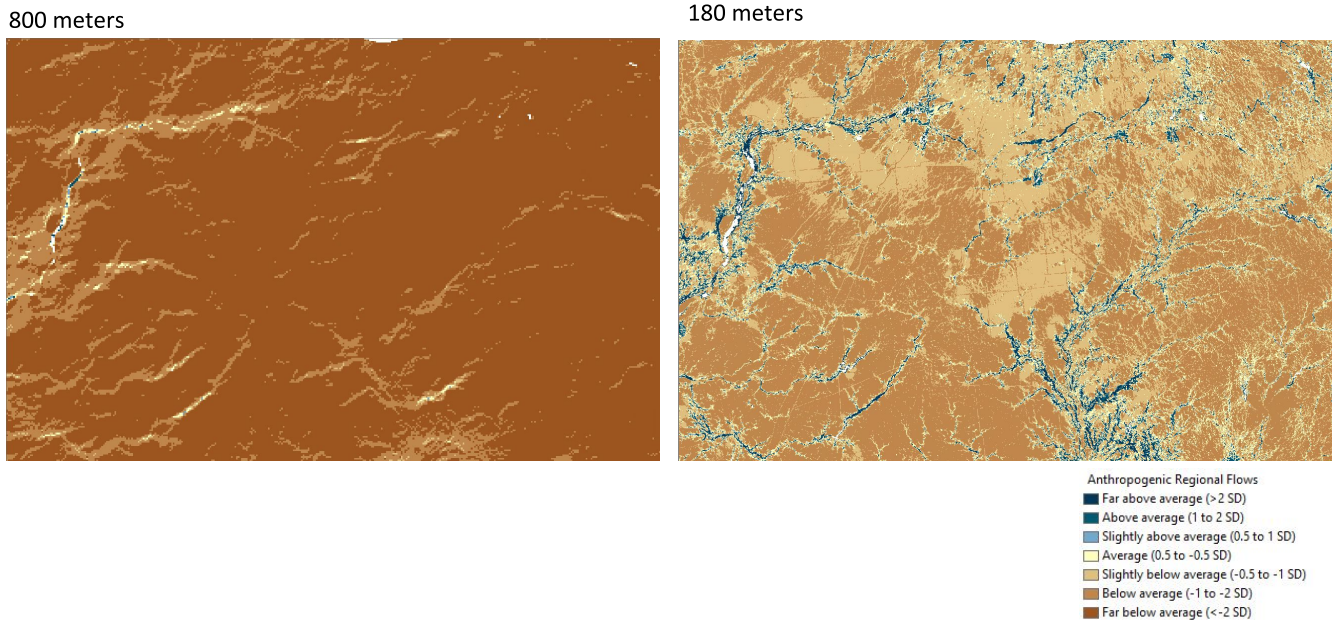 800 meters
180 meters
Anthropogenic Regional Flows
Far above average (>2 SD)
Above average (1 to 2 SD)
Slightly above average (0.5 to 1 SD)
Average (0.5 to -0.5 SD)
Slightly below average (-0.5 to -1 SD)
Below average (-1 to -2 SD)
Far below average (<-2 SD)